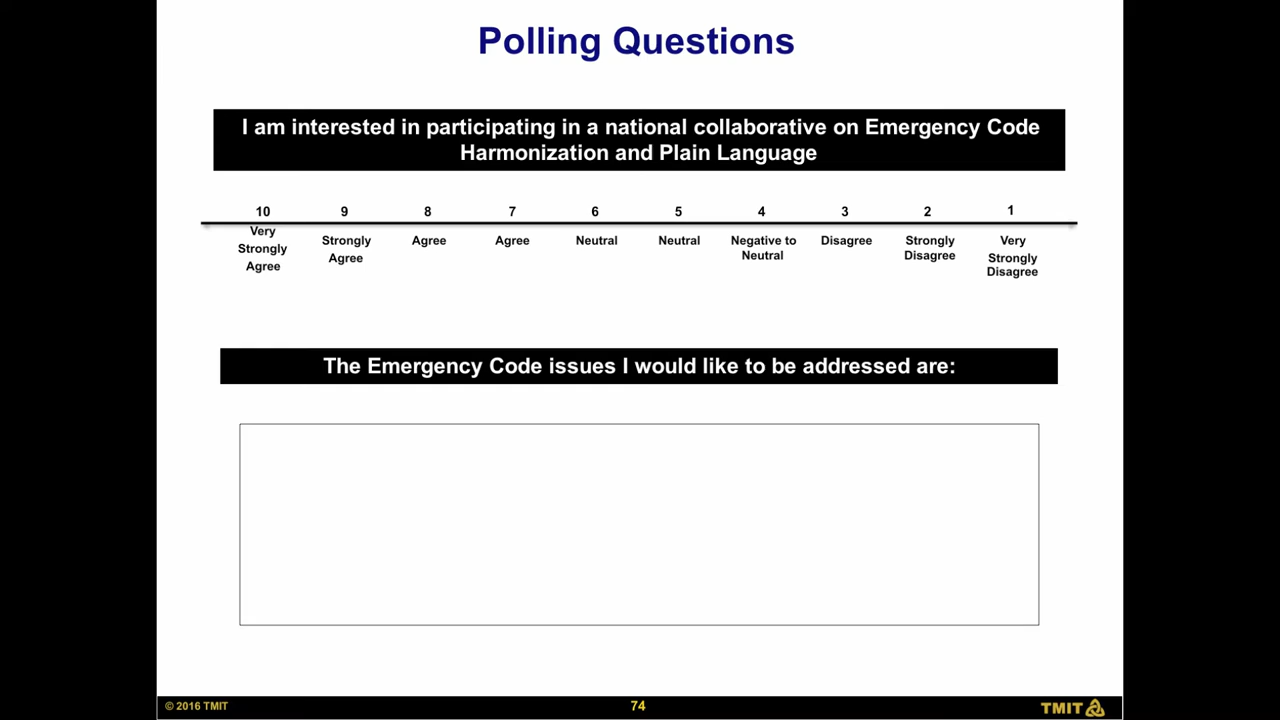 Polling Questions
I am interested in participating in a national collaborative on Emergency Code
Harmonization and Plain Language
10 9 8 7 6 5 4 3 2 1
Very
Strongly
Agree
Strongly
Agree
Agree
Agree
Neutral
Neutral
Negative to
Neutral
Disagree
Strongly
Disagree
Very
Strongly
Disagree
The Emergency Code issues I would like to be addressed are:
© 2016 TMIT
74
TMIT